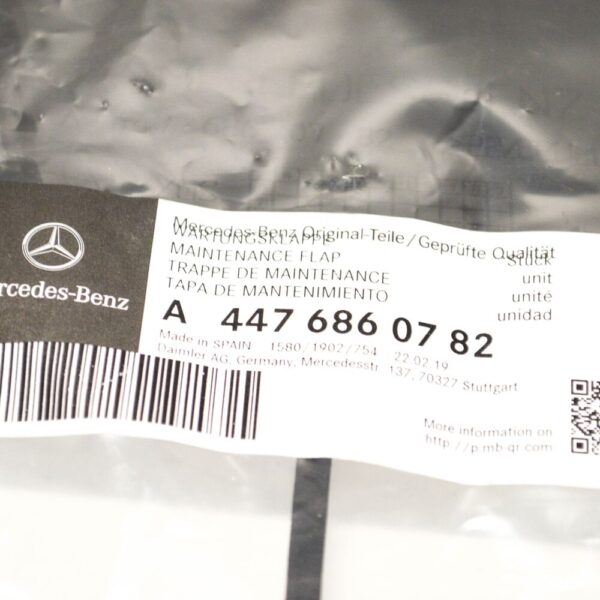 Mercedes-Benz Original-Teile/Geprüfte Qualität
WARTUNGSKLAPPE Stück
MAINTENANCE FLAP unit
TRAPPE DE MAINTENANCE unité
TAPA DE MANTENIMIENTO unidad
rcedes-Benz
A 447 686 07 82
Made in SPAIN 1580/1902/754 22.02.19
Daimler AG, Germany, Mercedesstr. 137, 70327 Stuttgart
More information on
http://p.mb-qr.com